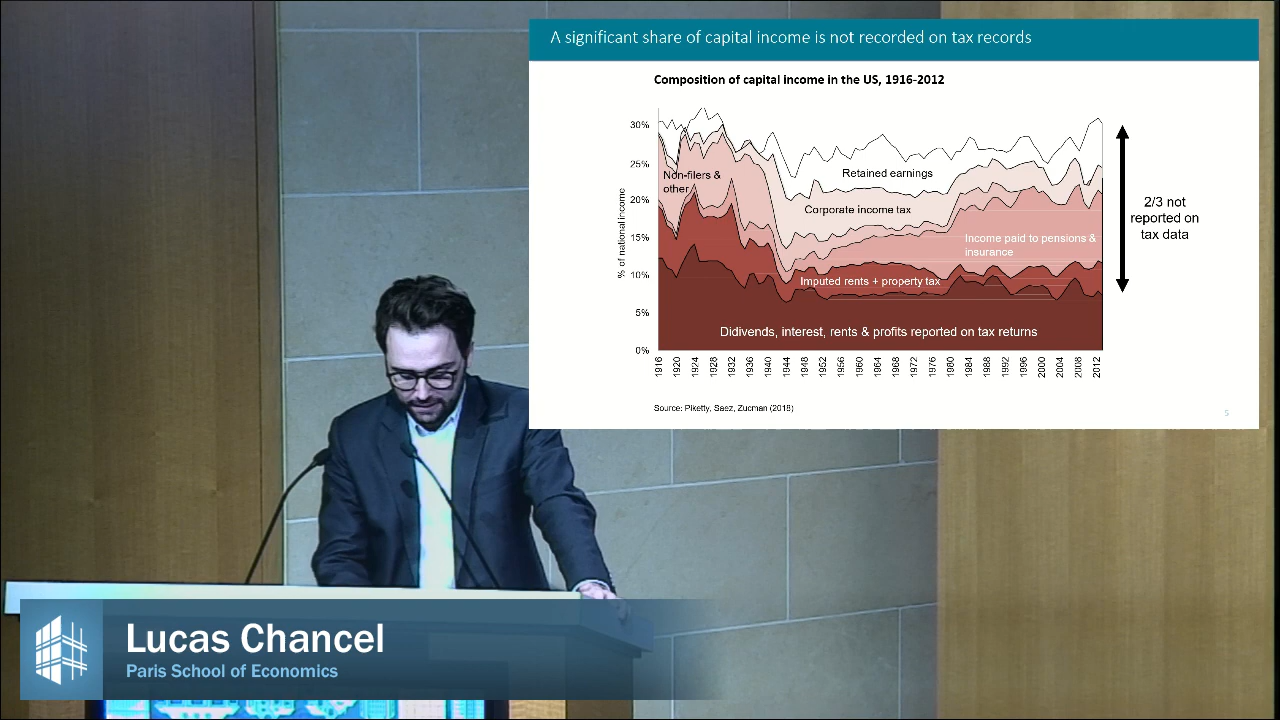 A significant share of capital income is not recorded on tax records
Composition of capital income in the US, 1916-2012
% of national income
30%
25%
20%
15%
10%
5%
0%
Retained earnings
Non-filers &
other
Corporate income tax
Income paid to pensions &
insurance
Imputed rents + property tax
Didivends, interest, rents & profits reported on tax returns
1916
1920
1924
1928
1932
1936
1940
1944
1948
1952
1956
1960
1964
1968
1972
1976
1980
1984
1988
1992
1996
2000
2004
2008
2012
2/3 not
reported on
tax data
Source: Piketty, Saez, Zucman (2018)
5
Lucas Chancel
Paris School of Economics